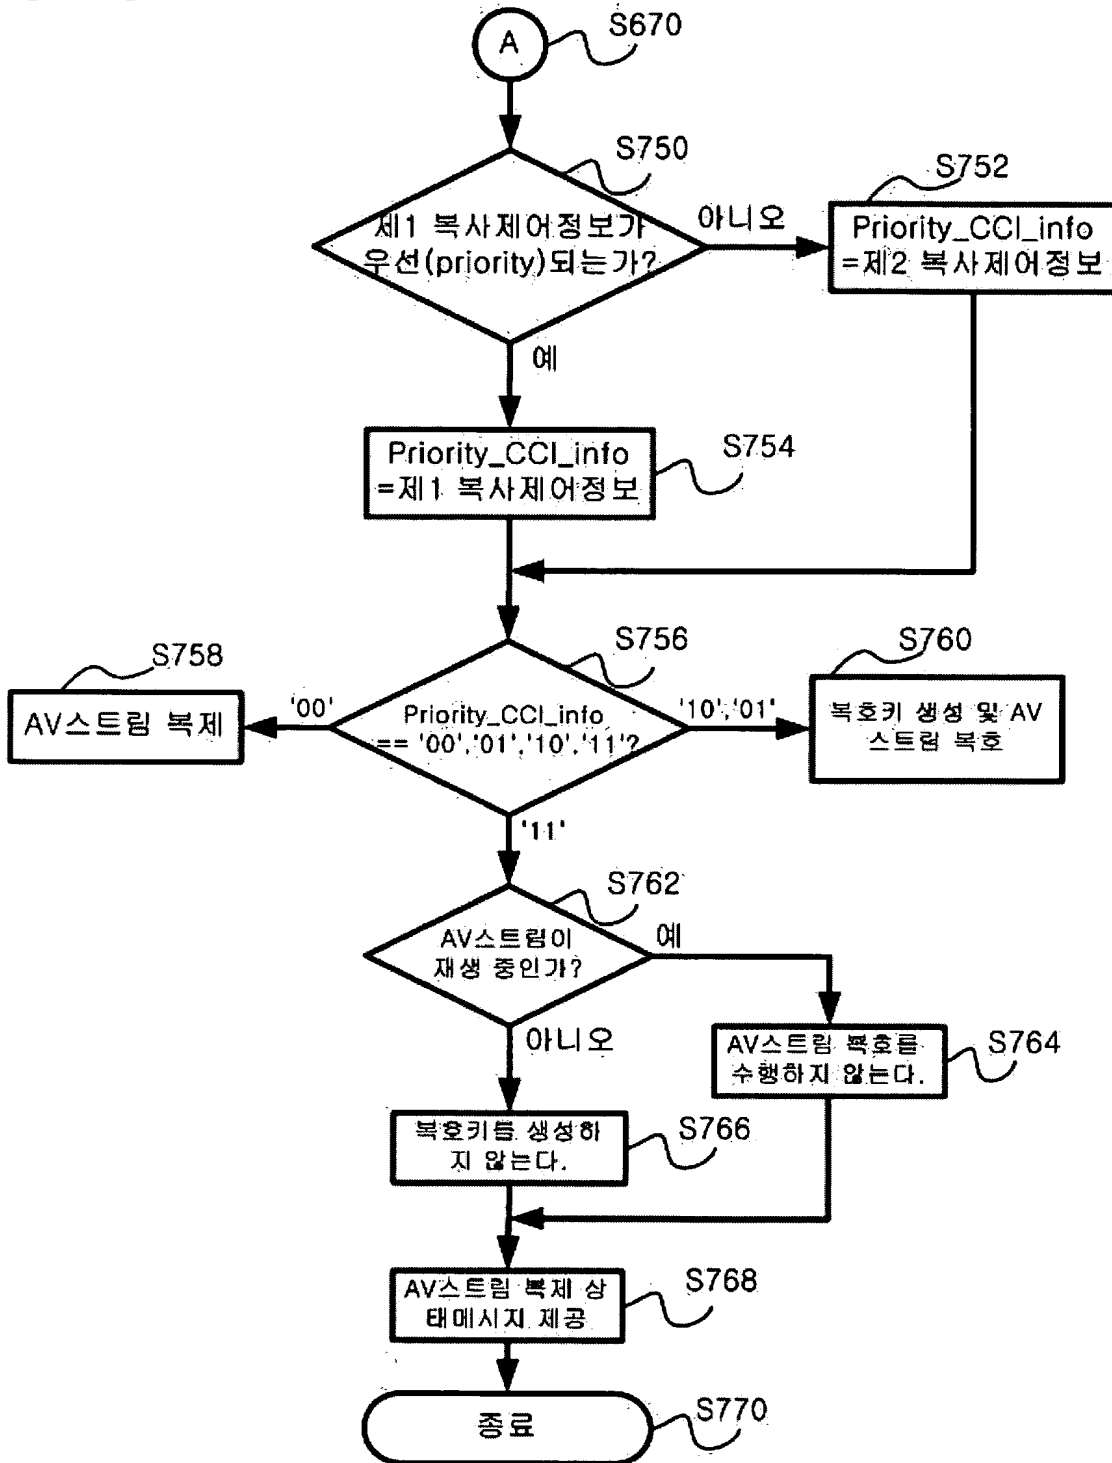 A
S670
S750
제1 복사제어정보가
우선(priority)되는가?
아니오
S752
Priority_CCI_info
=제2 복사제어정보
예
Priority_CCI_info
=제1 복사제어정보
S754
S756
Priority_CCI_info
== '00','01','10','11'?
'00'
S758
AV스트림 복제
'10','01'
S760
복호키 생성 및 AV
스트림 복호
'11'
S762
AV스트림이
재생 중인가?
예
아니오
AV스트림 복호를
수행하지 않는다.
S764
복호키를 생성하
지 않는다.
S766
AV스트림 복제 상
태메시지 제공
S768
종료
S770